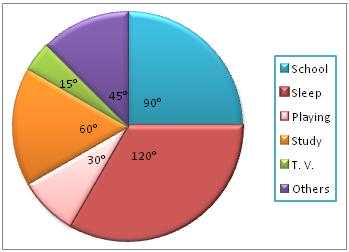 15°
45°
90°
60°
30°
120°
School
Sleep
Playing
Study
T. V.
Others